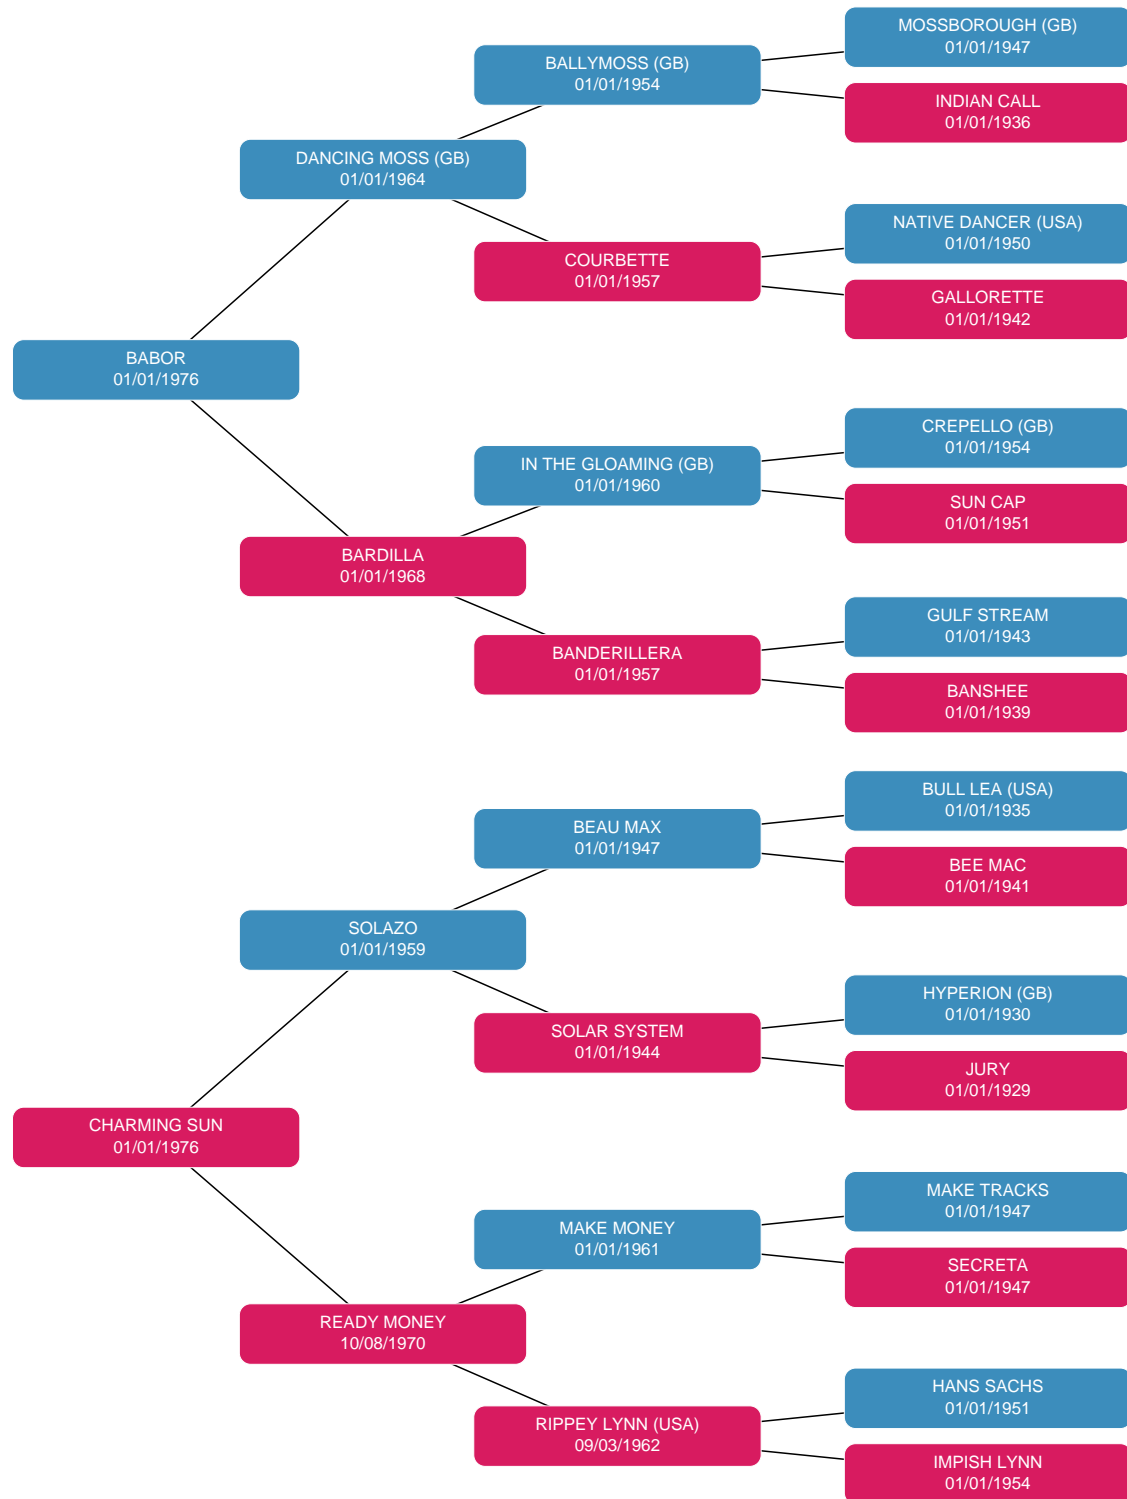 MOSSBOROUGH (GB)
01/01/1947
BALLYMOSS (GB)
01/01/1954
INDIAN CALL
01/01/1936
DANCING MOSS (GB)
01/01/1964
NATIVE DANCER (USA)
01/01/1950
COURBETTE
01/01/1957
GALLORETTE
01/01/1942
BABOR
01/01/1976
CREPELLO (GB)
01/01/1954
IN THE GLOAMING (GB)
01/01/1960
SUN CAP
01/01/1951
BARDILLA
01/01/1968
GULF STREAM
01/01/1943
BANDERILLERA
01/01/1957
BANSHEE
01/01/1939
BULL LEA (USA)
01/01/1935
BEAU MAX
01/01/1947
BEE MAC
01/01/1941
SOLAZO
01/01/1959
HYPERION (GB)
01/01/1930
SOLAR SYSTEM
01/01/1944
JURY
01/01/1929
CHARMING SUN
01/01/1976
MAKE TRACKS
01/01/1947
MAKE MONEY
01/01/1961
SECRETA
01/01/1947
READY MONEY
10/08/1970
HANS SACHS
01/01/1951
RIPPEY LYNN (USA)
09/03/1962
IMPISH LYNN
01/01/1954